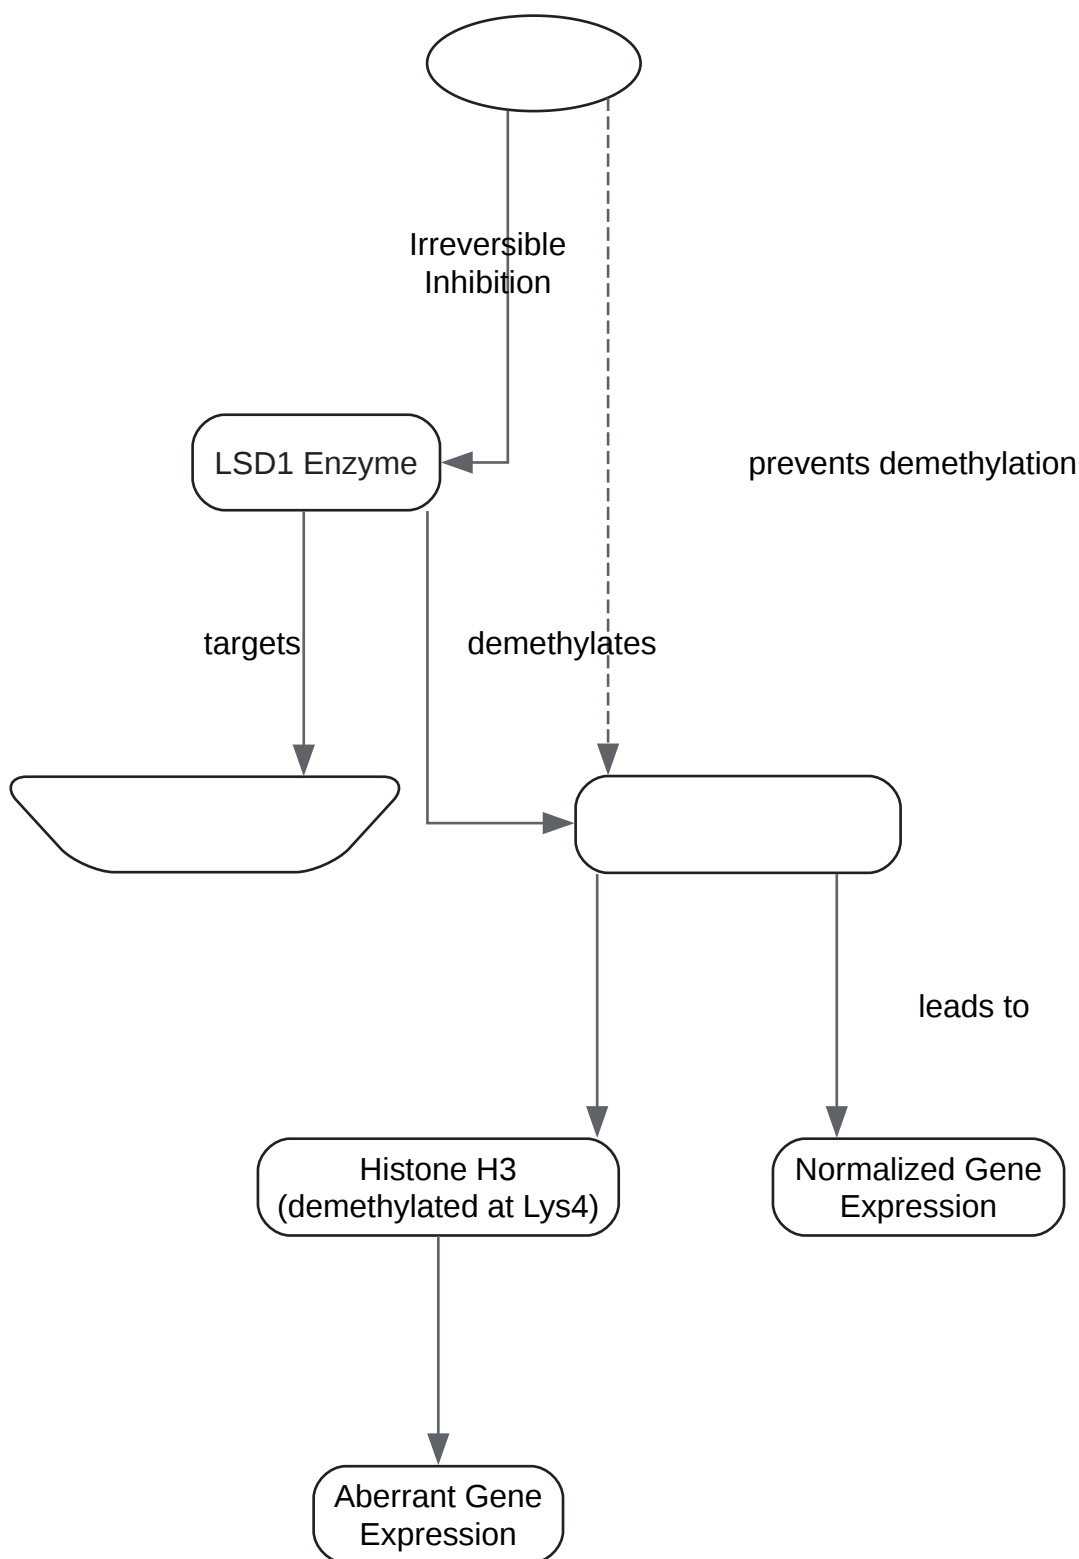 Irreversible
Inhibition
LSD1 Enzyme
prevents demethylation
targets
demethylates
leads to
Histone H3
(demethylated at Lys4)
Normalized Gene
Expression
Aberrant Gene
Expression